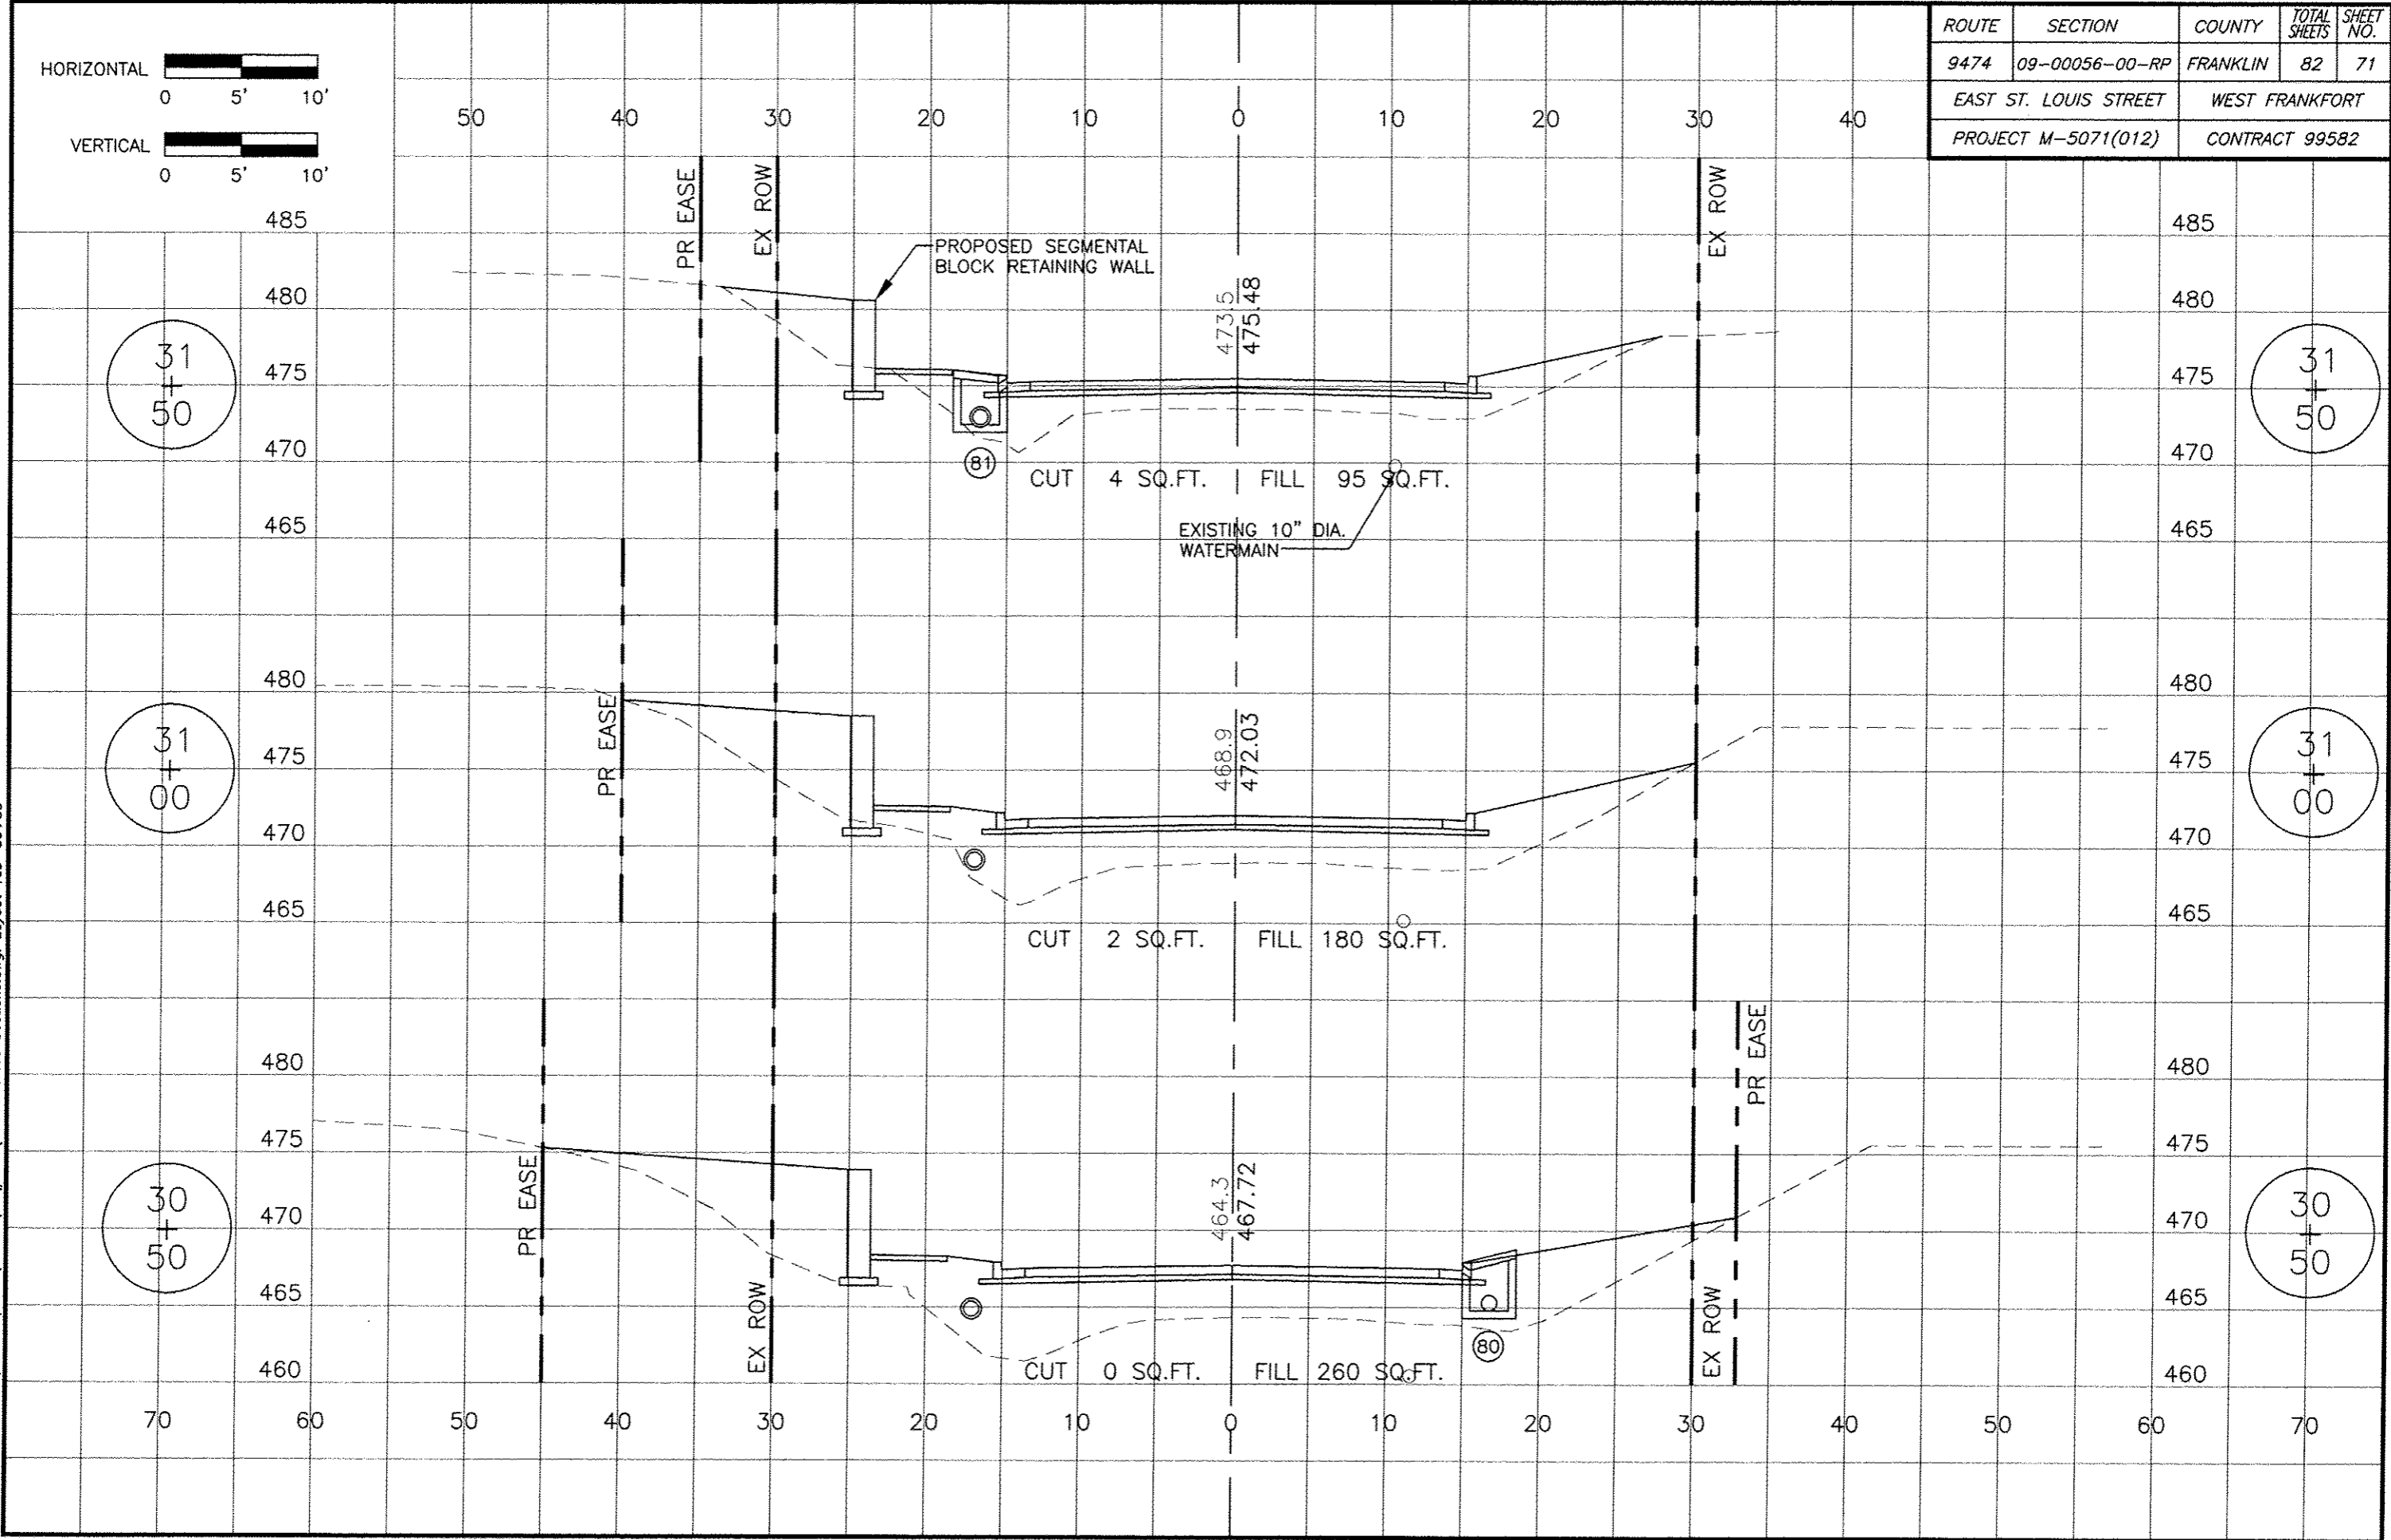 HORIZONTAL
0 5' 10'
VERTICAL
0 5' 10'
ROUTE SECTION COUNTY TOTAL SHEETS SHEET NO.
9474 09-00056-00-RP FRANKLIN 82 71
EAST ST. LOUIS STREET WEST FRANKFORT
PROJECT M-5071(012) CONTRACT 99582
50 40 30 20 10 0 10 20 30 40
PR EASE
EX ROW
EX ROW
485 485
PROPOSED SEGMENTAL
BLOCK RETAINING WALL
480 480
473.5
475.48
31
+
50
31
+
50
475 475
470 470
81
CUT 4 SQ.FT. | FILL 95 SQ.FT.
EXISTING 10" DIA.
WATERMAIN
465 465
480 480
PR EASE
468.9
472.03
31
+
00
31
+
00
475 475
470 470
465 465
CUT 2 SQ.FT. FILL 180 SQ.FT.
PR EASE
480 480
475 475
PR EASE
464.3
467.72
30
+
50
30
+
50
470 470
465 465
EX ROW
EX ROW
80
460 460
CUT 0 SQ.FT. FILL 260 SQ.FT.
70 60 50 40 30 20 10 0 10 20 30 40 50 60 70